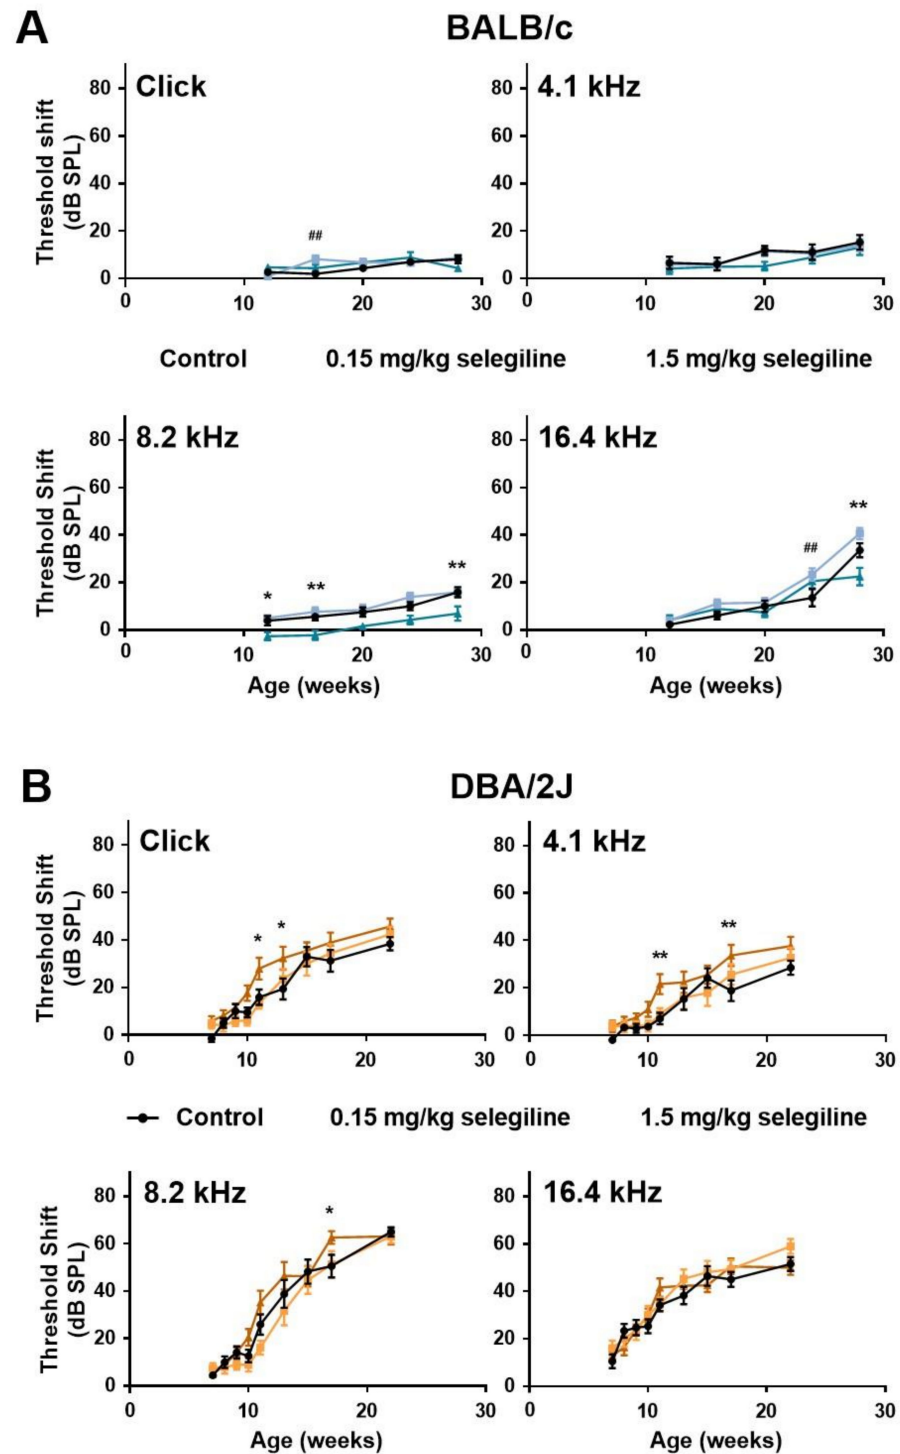 A
BALB/c
Click
4.1 kHz
Threshold shift
(dB SPL)
80
60
40
20
0
##
0
10
20
30
80
60
40
20
0
0
10
20
30
Control
0.15 mg/kg selegiline
1.5 mg/kg selegiline
8.2 kHz
16.4 kHz
Threshold Shift
(dB SPL)
80
60
40
20
0
*
**
**
0
10
20
30
Age (weeks)
80
60
40
20
0
##
**
0
10
20
30
Age (weeks)
B
DBA/2J
Click
4.1 kHz
Threshold Shift
(dB SPL)
80
60
40
20
0
*
*
0
10
20
30
80
60
40
20
0
**
**
0
10
20
30
Control
0.15 mg/kg selegiline
1.5 mg/kg selegiline
8.2 kHz
16.4 kHz
Threshold Shift
(dB SPL)
80
60
40
20
0
*
0
10
20
30
Age (weeks)
80
60
40
20
0
0
10
20
30
Age (weeks)